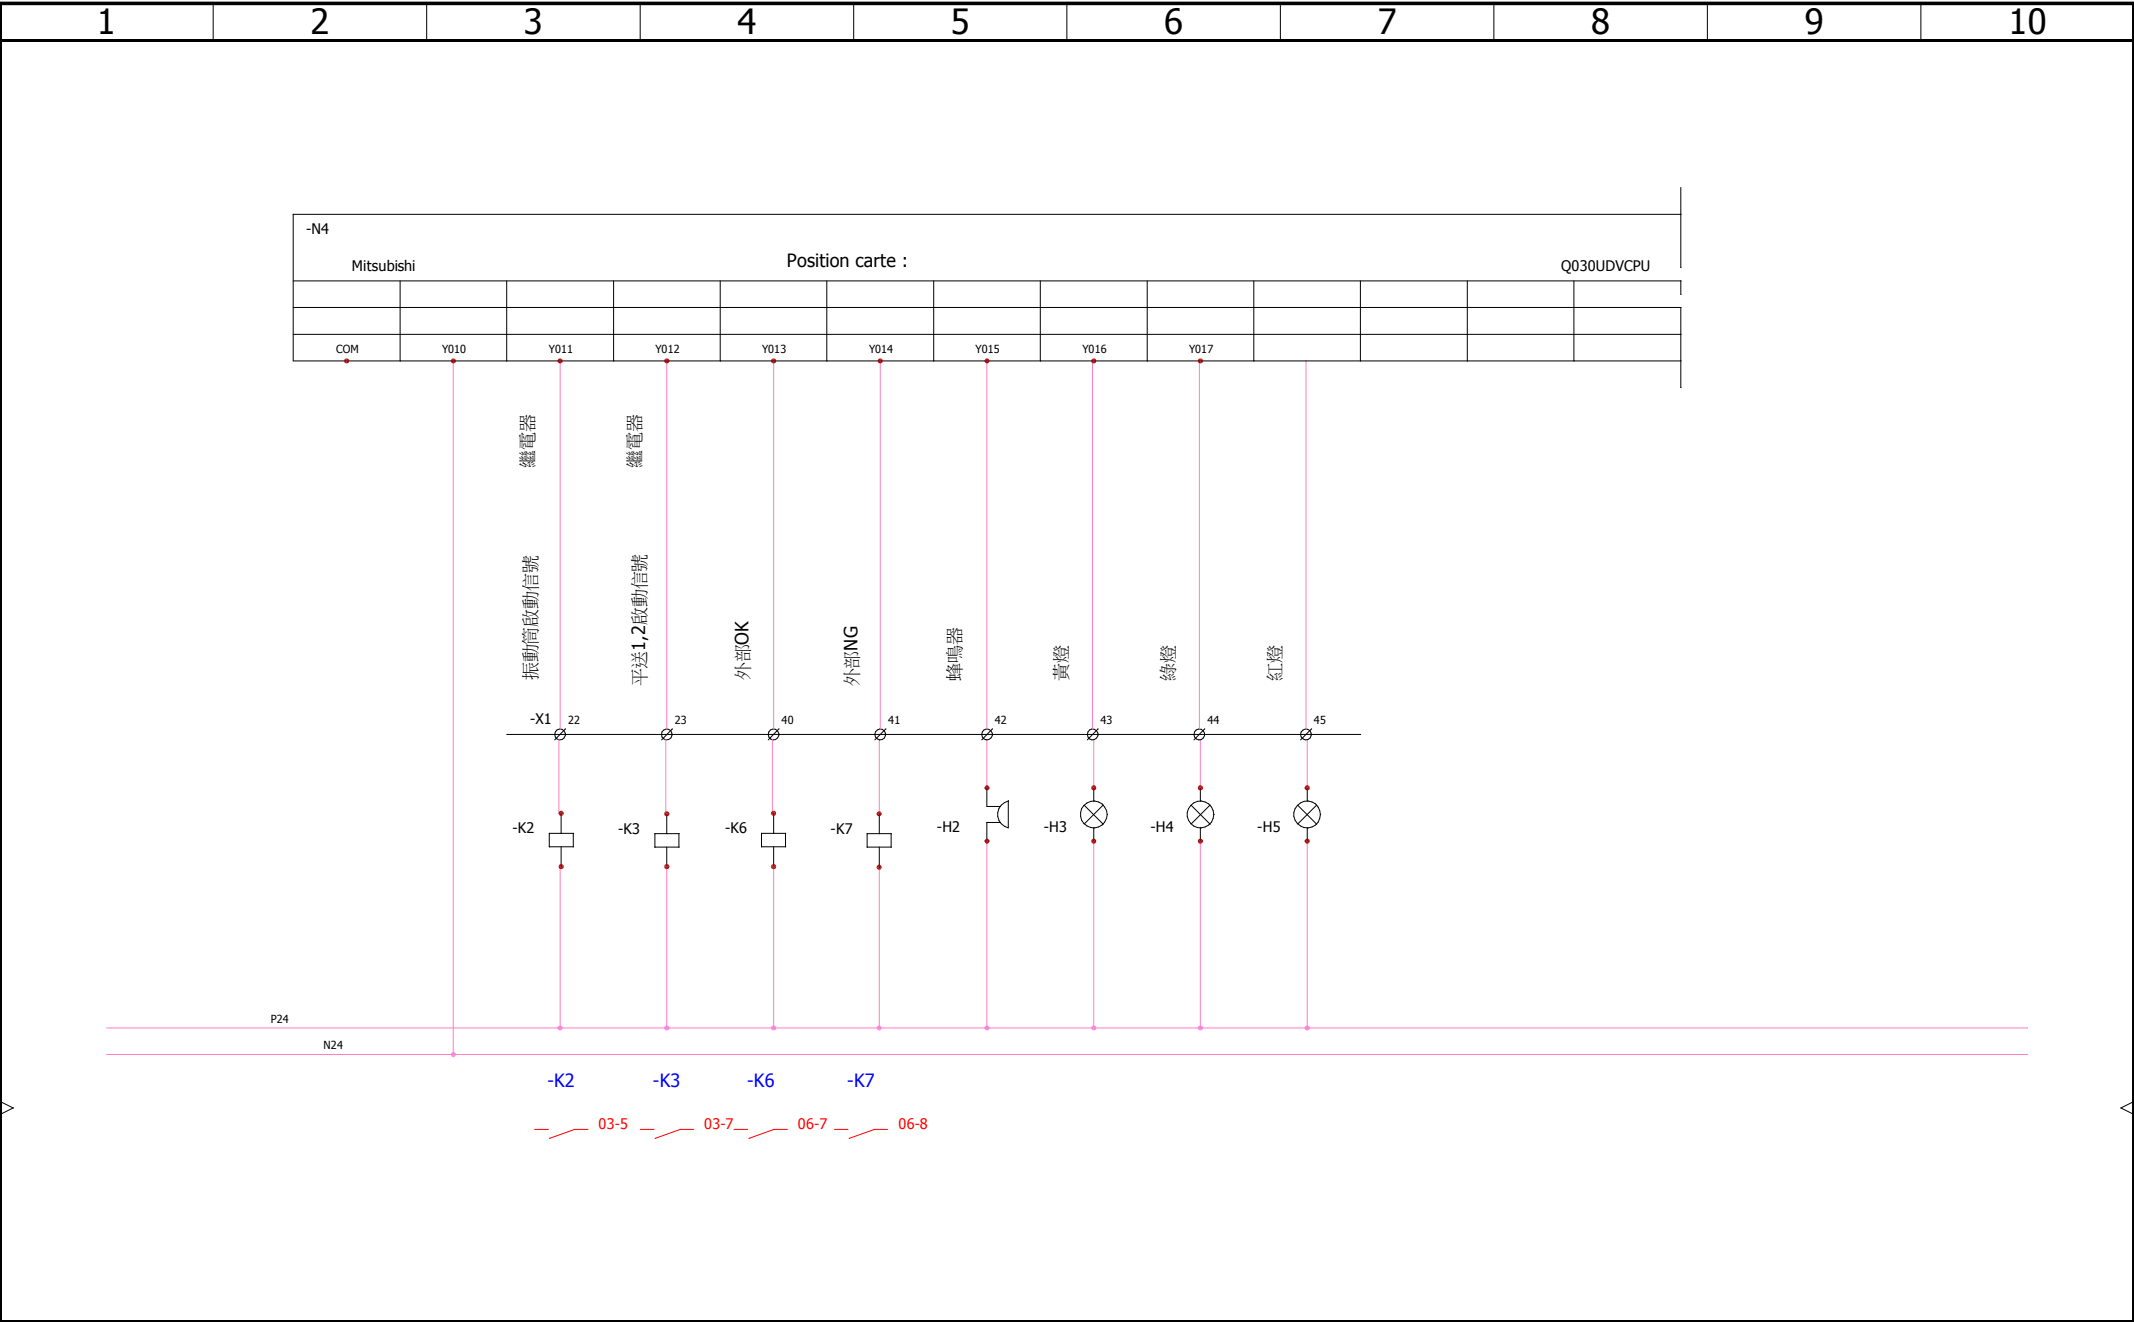 1 2 3 4 5 6 7 8 9 10
-N4
Mitsubishi Position carte : Q030UDVCPU
COM Y010 Y011 Y012 Y013 Y014 Y015 Y016 Y017
繼電器 繼電器
振動筒啟動信號 平送1,2啟動信號 外部OK 外部NG 蜂鳴器 黃燈 綠燈 紅燈
-X1 22 23 40 41 42 43 44 45
-K2 -K3 -K6 -K7 -H2 -H3 -H4 -H5
P24
N24
-K2 -K3 -K6 -K7
03-5 03-7 06-7 06-8